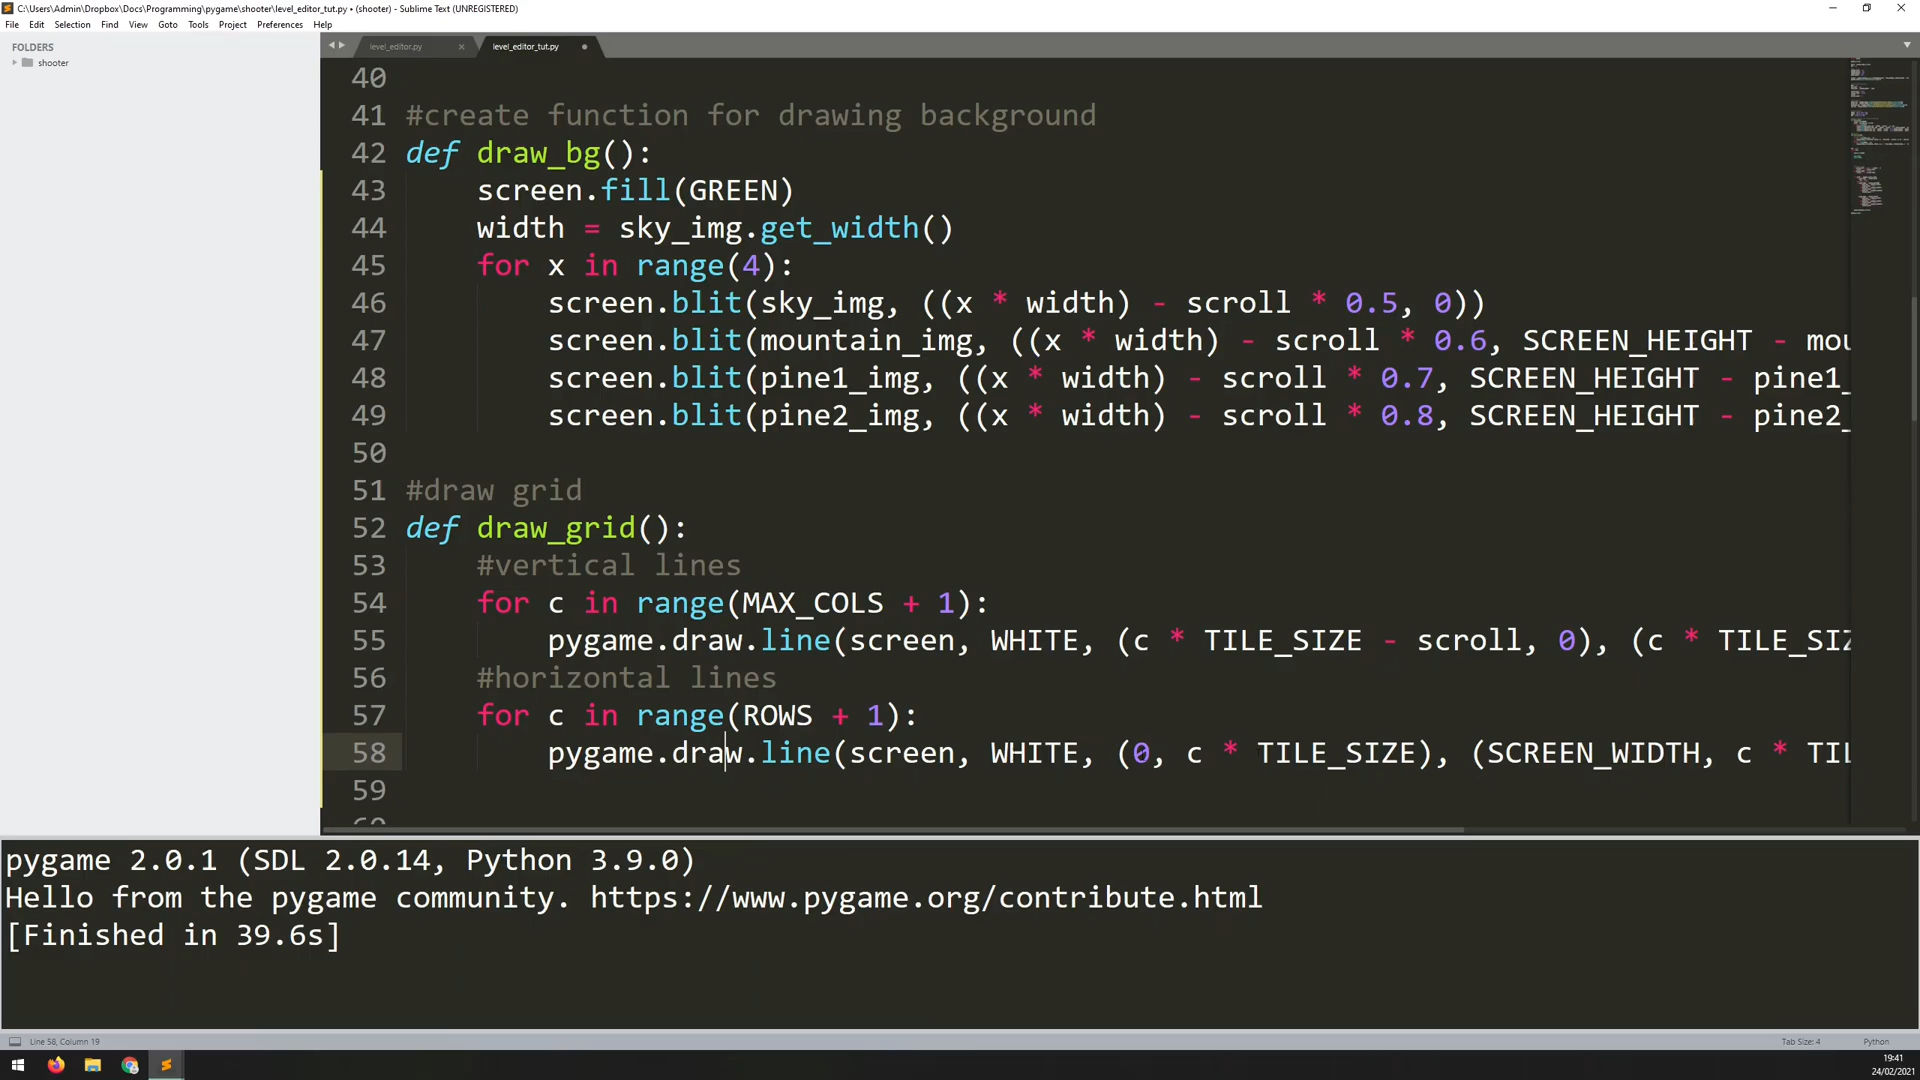 C:\Users\Admin\Dropbox\Docs\Programming\pygame\shooter\level_editor_tut.py • (shooter) - Sublime Text (UNREGISTERED)
File Edit Selection Find View Goto Tools Project Preferences Help
FOLDERS
shooter
level_editor.py
level_editor_tut.py
40
41 #create function for drawing background
42 def draw_bg():
43 screen.fill(GREEN)
44 width = sky_img.get_width()
45 for x in range(4):
46 screen.blit(sky_img, ((x * width) - scroll * 0.5, 0))
47 screen.blit(mountain_img, ((x * width) - scroll * 0.6, SCREEN_HEIGHT - mou
48 screen.blit(pine1_img, ((x * width) - scroll * 0.7, SCREEN_HEIGHT - pine1_
49 screen.blit(pine2_img, ((x * width) - scroll * 0.8, SCREEN_HEIGHT - pine2_
50
51 #draw grid
52 def draw_grid():
53 #vertical lines
54 for c in range(MAX_COLS + 1):
55 pygame.draw.line(screen, WHITE, (c * TILE_SIZE - scroll, 0), (c * TILE_SIZ
56 #horizontal lines
57 for c in range(ROWS + 1):
58 pygame.draw.line(screen, WHITE, (0, c * TILE_SIZE), (SCREEN_WIDTH, c * TIL
59
60
pygame 2.0.1 (SDL 2.0.14, Python 3.9.0)
Hello from the pygame community. https://www.pygame.org/contribute.html
[Finished in 39.6s]
Line 58, Column 19
Tab Size: 4
Python
19:41
24/02/2021